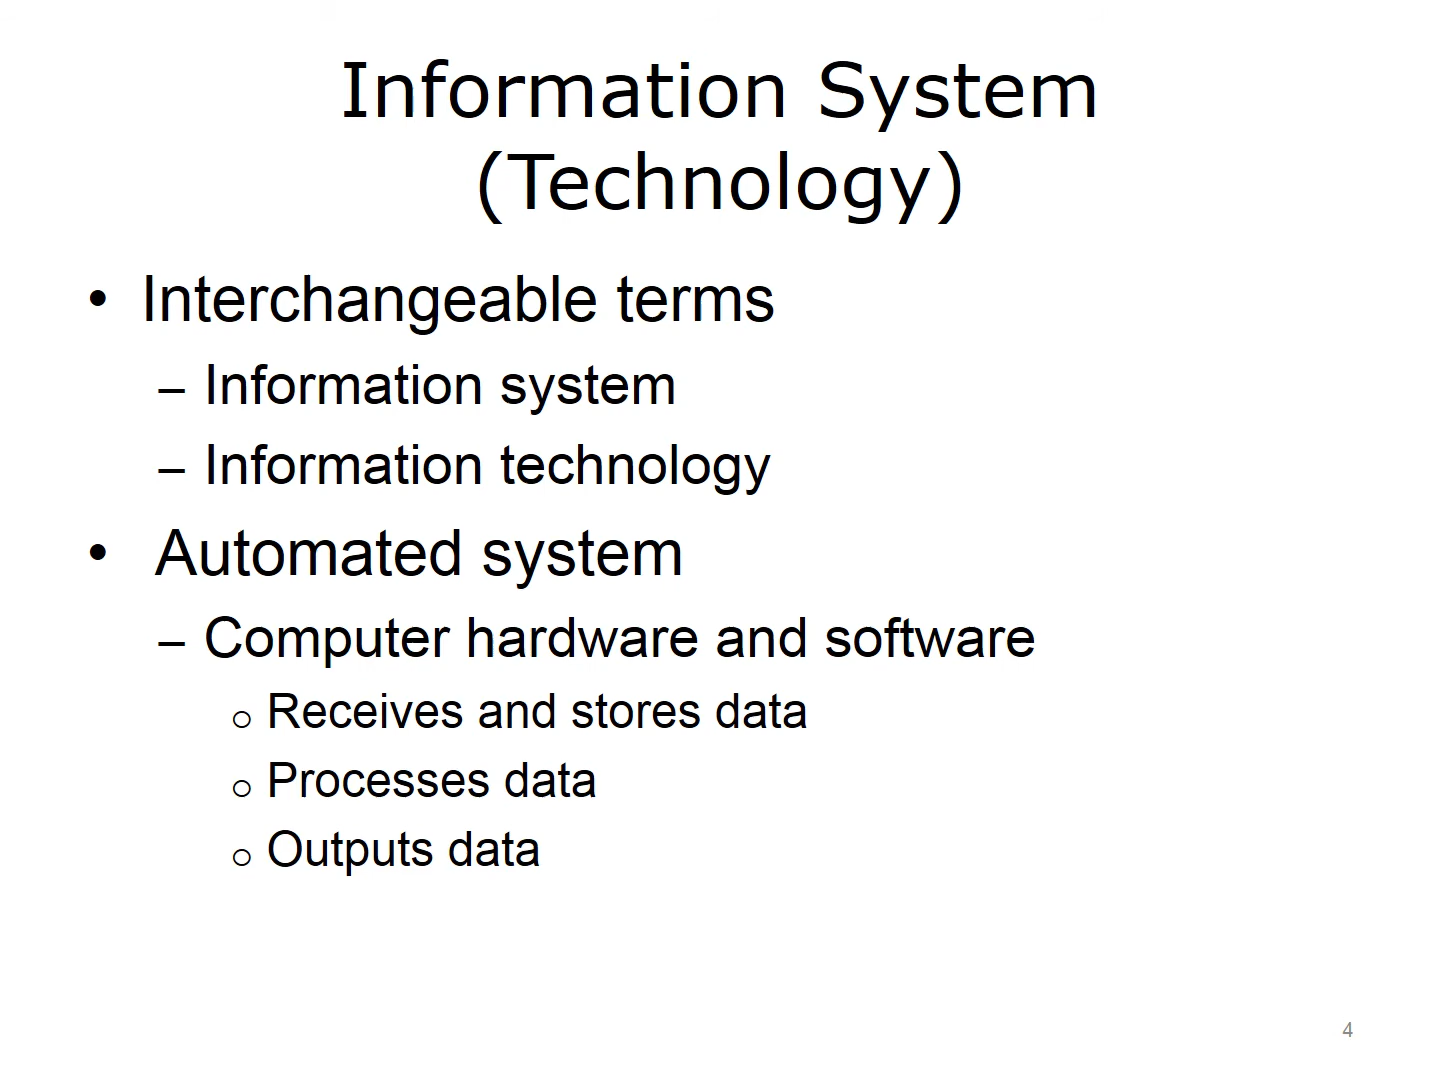 Information System
(Technology)
• Interchangeable terms
– Information system
– Information technology
• Automated system
– Computer hardware and software
o Receives and stores data
o Processes data
o Outputs data
4